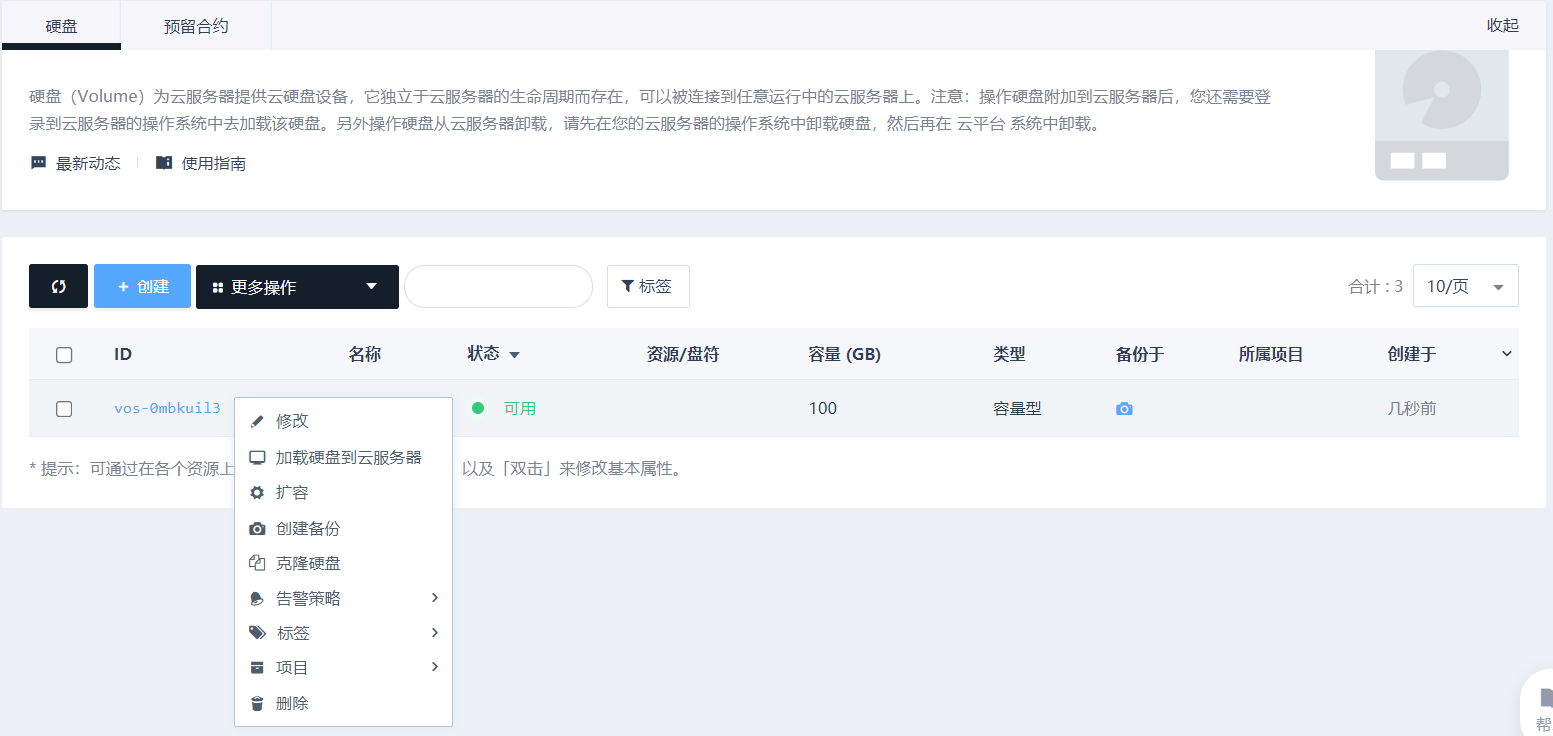 硬盘
预留合约
收起
硬盘（Volume）为云服务器提供云硬盘设备，它独立于云服务器的生命周期而存在，可以被连接到任意运行中的云服务器上。注意：操作硬盘附加到云服务器后，您还需要登
录到云服务器的操作系统中去加载该硬盘。另外操作硬盘从云服务器卸载，请先在您的云服务器的操作系统中卸载硬盘，然后再在 云平台 系统中卸载。
最新动态
使用指南
+ 创建
更多操作
标签
合计 : 3
10/页
ID 名称 状态 资源/盘符 容量 (GB) 类型 备份于 所属项目 创建于
vos-0mbkuil3 可用 100 容量型 几秒前
* 提示：可通过在各个资源上
以及「双击」来修改基本属性。
修改
加载硬盘到云服务器
扩容
创建备份
克隆硬盘
告警策略
标签
项目
删除
帮